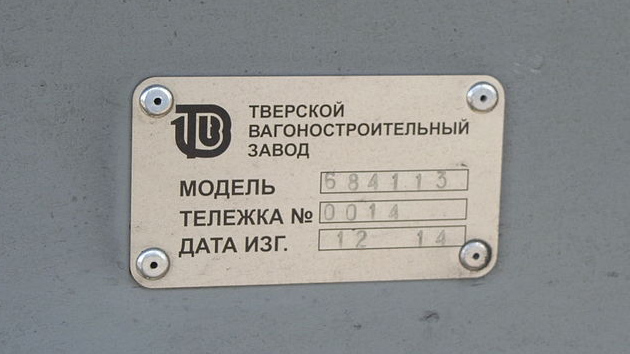 ТВЕРСКОЙ
ВАГОНОСТРОИТЕЛЬНЫЙ
ЗАВОД
МОДЕЛЬ 684113
ТЕЛЕЖКА № 0014
ДАТА ИЗГ. 12 14